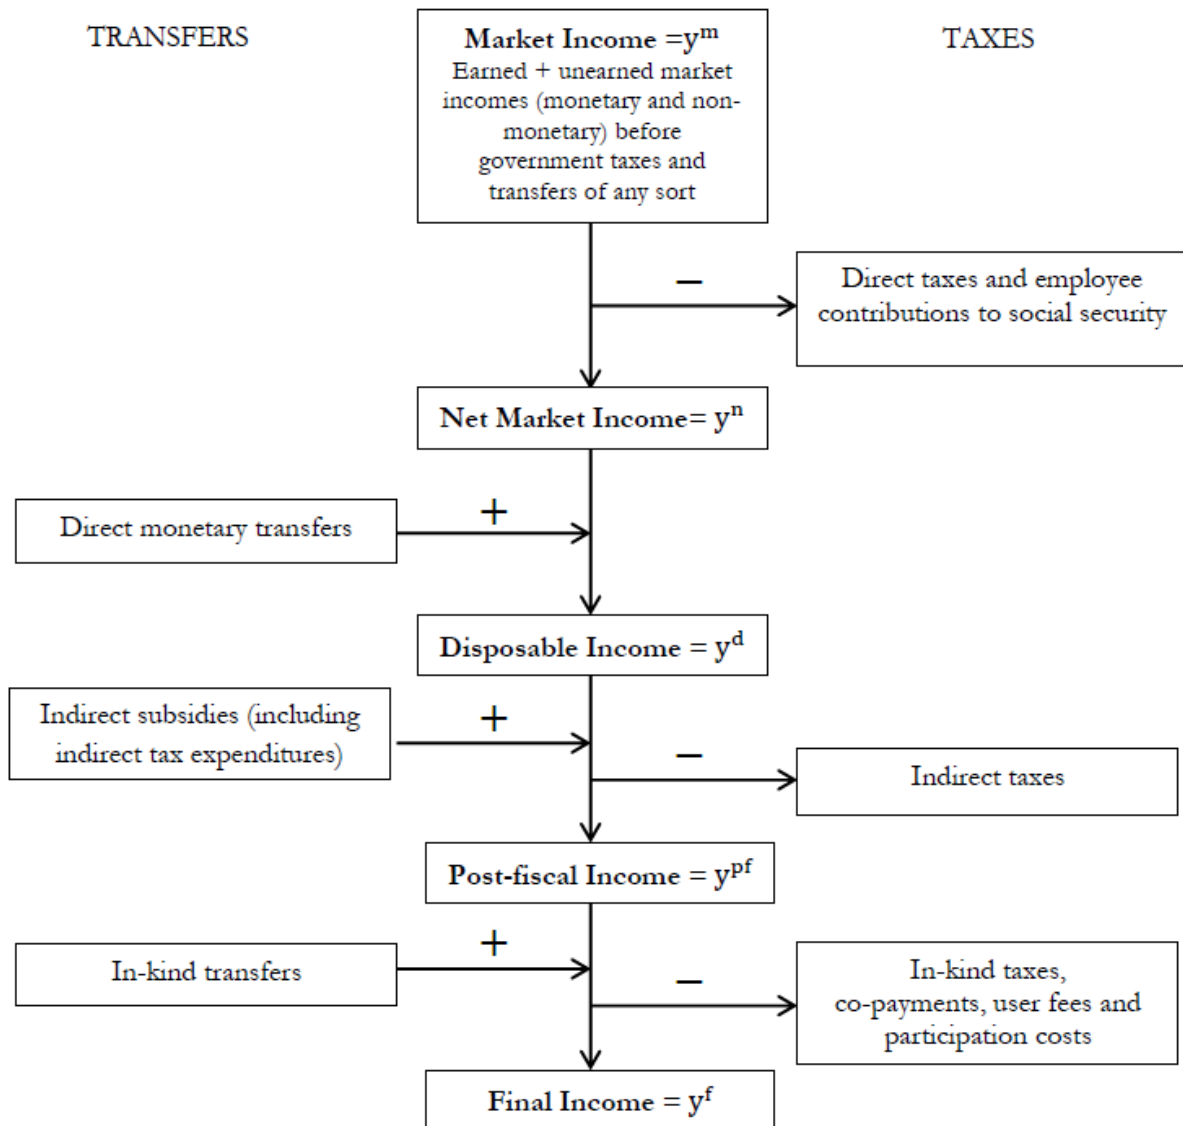 TRANSFERS
TAXES
Market Income =yᵐ
Earned + unearned market
incomes (monetary and non-
monetary) before
government taxes and
transfers of any sort
−
Direct taxes and employee
contributions to social security
Net Market Income= yⁿ
+
Direct monetary transfers
Disposable Income = yᵈ
Indirect subsidies (including
indirect tax expenditures)
+
−
Indirect taxes
Post-fiscal Income = yᵖᶠ
+
In-kind transfers
−
In-kind taxes,
co-payments, user fees and
participation costs
Final Income = yᶠ